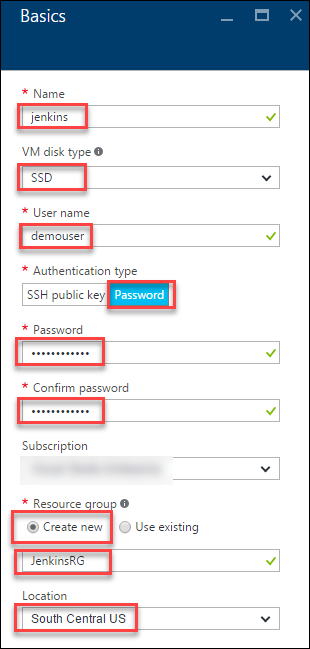 Basics
* Name
jenkins
VM disk type
SSD
* User name
demouser
* Authentication type
SSH public key Password
* Password
••••••••••••
* Confirm password
••••••••••••
Subscription
* Resource group
Create new Use existing
JenkinsRG
Location
South Central US